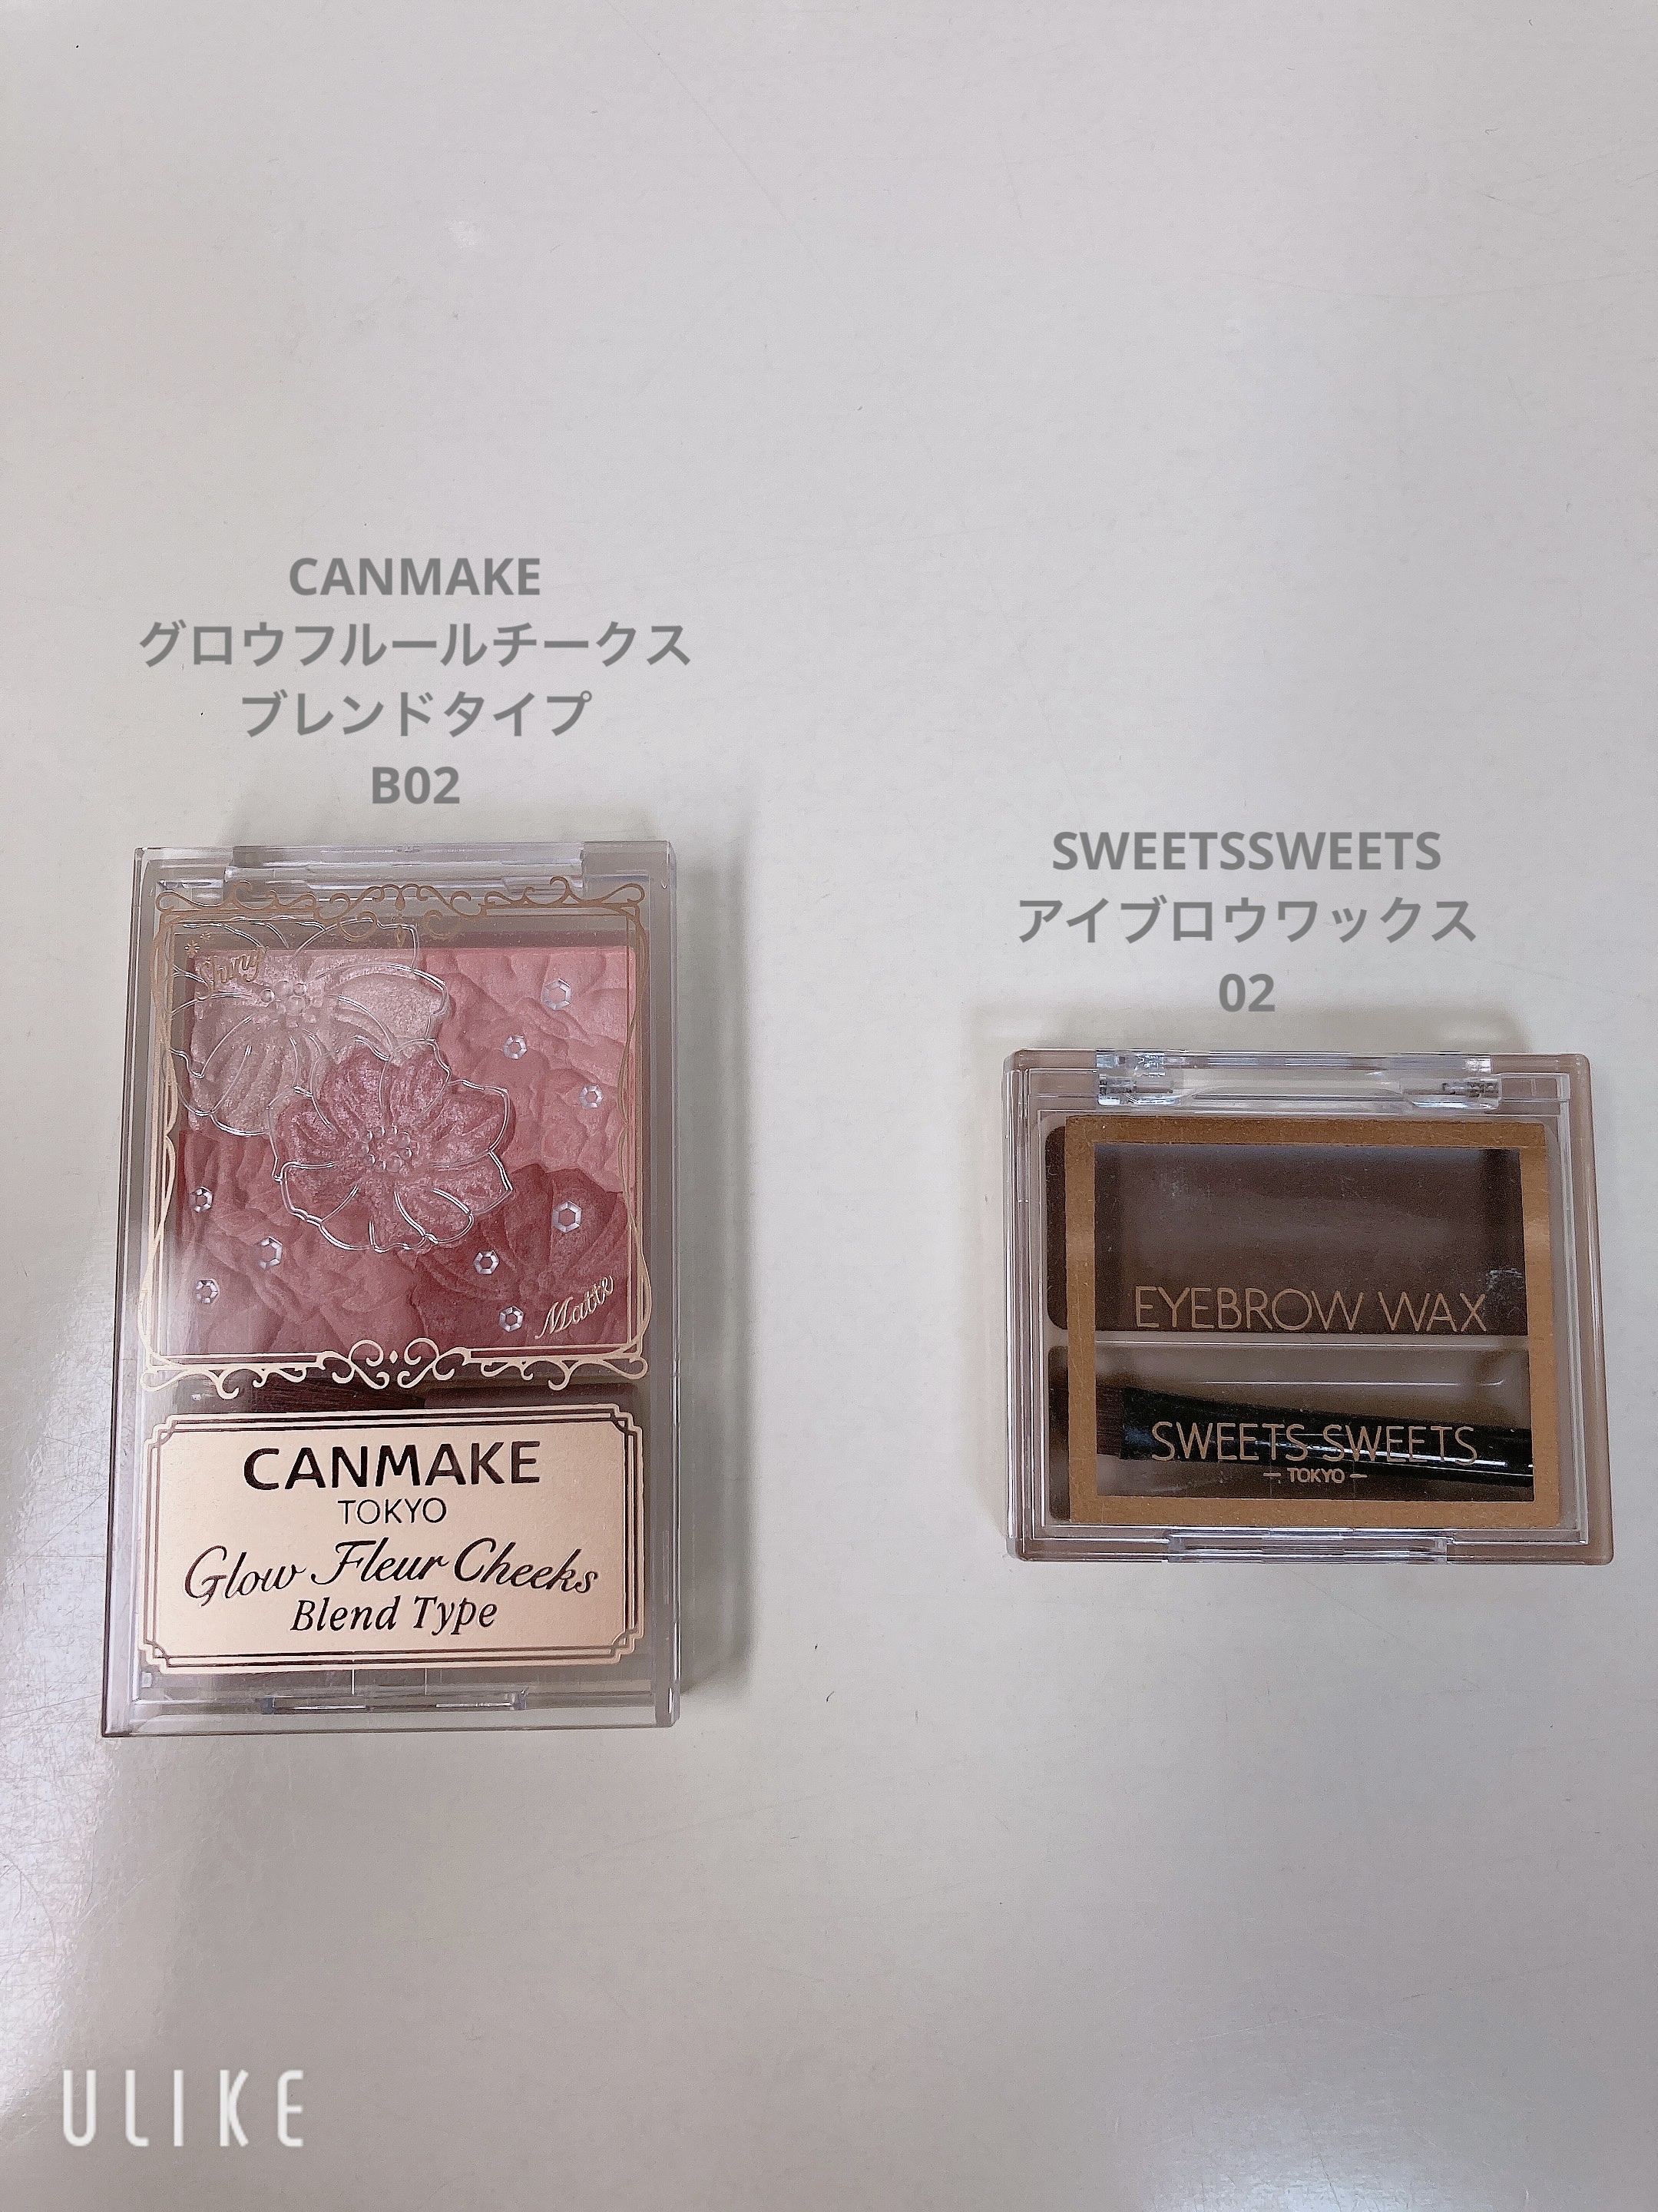 CANMAKE
グロウフルールチークス
ブレンドタイプ
B02
Shiny
Matte
CANMAKE
TOKYO
Glow Fleur Cheeks
Blend Type
SWEETSSWEETS
アイブロウワックス
02
EYEBROW WAX
SWEETS SWEETS
– TOKYO –
ULIKE